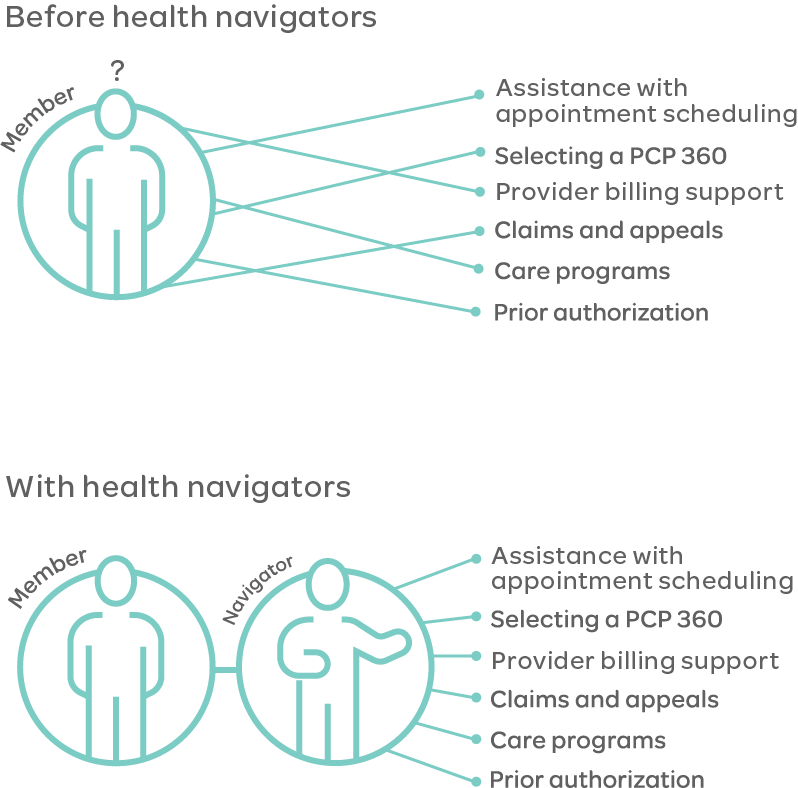 Before health navigators
?
Member
Assistance with
appointment scheduling
Selecting a PCP 360
Provider billing support
Claims and appeals
Care programs
Prior authorization
With health navigators
Member
Navigator
Assistance with
appointment scheduling
Selecting a PCP 360
Provider billing support
Claims and appeals
Care programs
Prior authorization